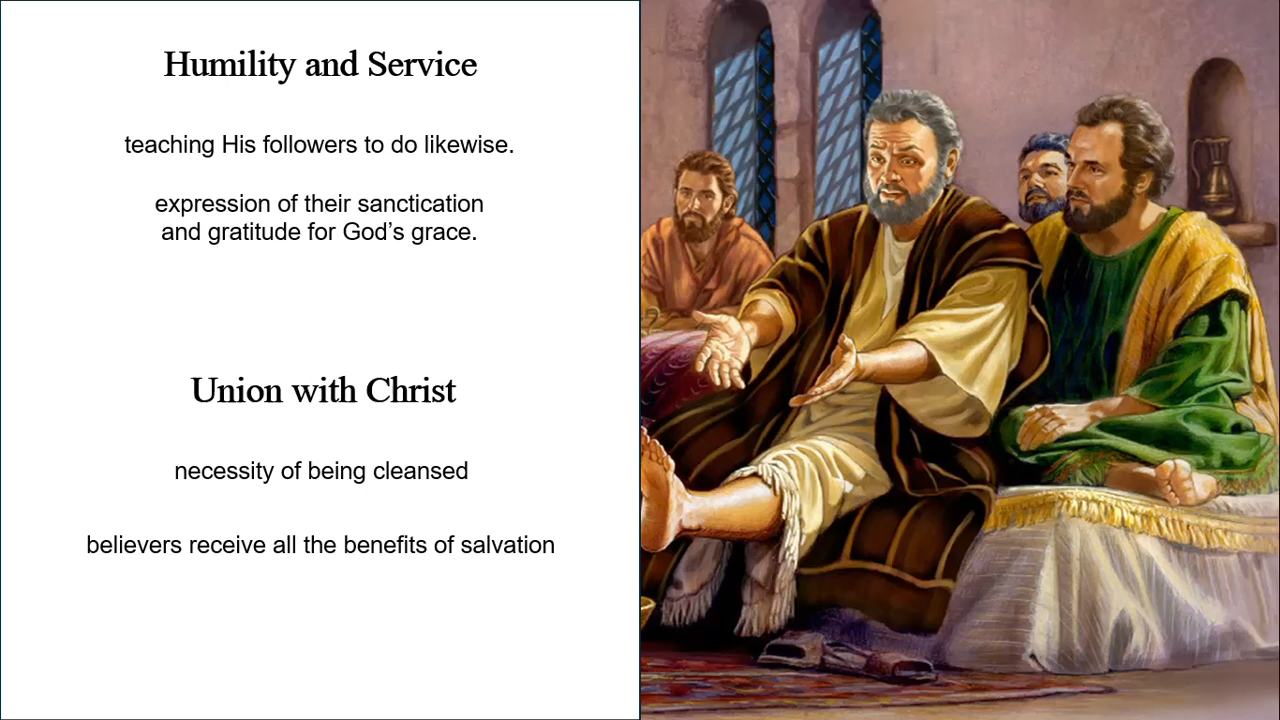 Humility and Service
teaching His followers to do likewise.
expression of their sanctication
and gratitude for God’s grace.
Union with Christ
necessity of being cleansed
believers receive all the benefits of salvation